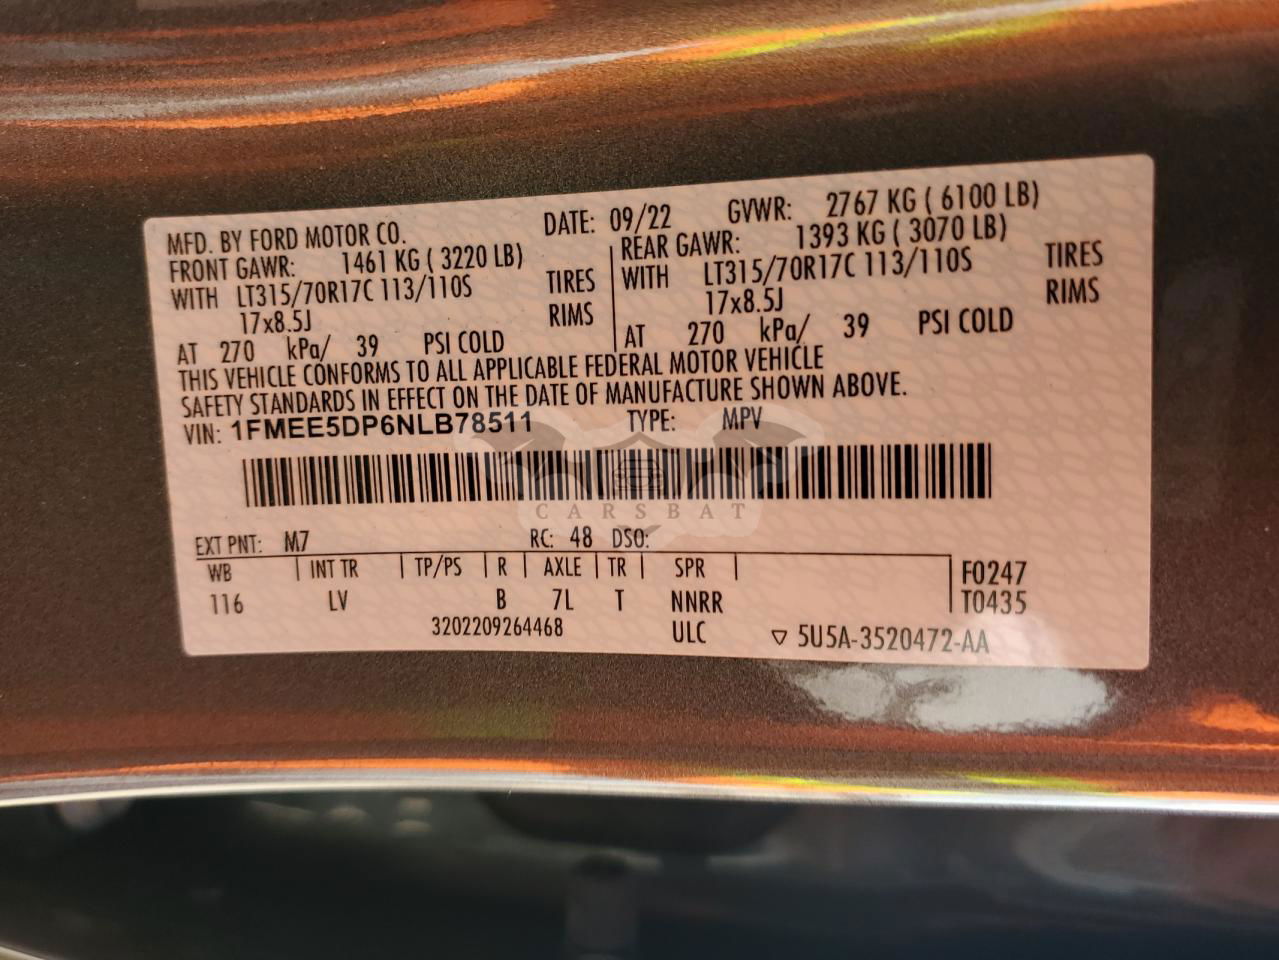 MFD. BY FORD MOTOR CO. DATE: 09/22 GVWR: 2767 KG ( 6100 LB)
FRONT GAWR: 1461 KG ( 3220 LB) REAR GAWR: 1393 KG ( 3070 LB)
WITH LT315/70R17C 113/110S TIRES WITH LT315/70R17C 113/110S TIRES
17x8.5J RIMS 17x8.5J RIMS
AT 270 kPa/ 39 PSI COLD AT 270 kPa/ 39 PSI COLD
THIS VEHICLE CONFORMS TO ALL APPLICABLE FEDERAL MOTOR VEHICLE
SAFETY STANDARDS IN EFFECT ON THE DATE OF MANUFACTURE SHOWN ABOVE.
VIN: 1FMEE5DP6NLB78511 TYPE: MPV
CARSBAT
EXT PNT: M7 RC: 48 DSO:
WB INT TR TP/PS R AXLE TR SPR F0247
116 LV B 7L T NNRR T0435
3202209264468 ULC 5U5A-3520472-AA